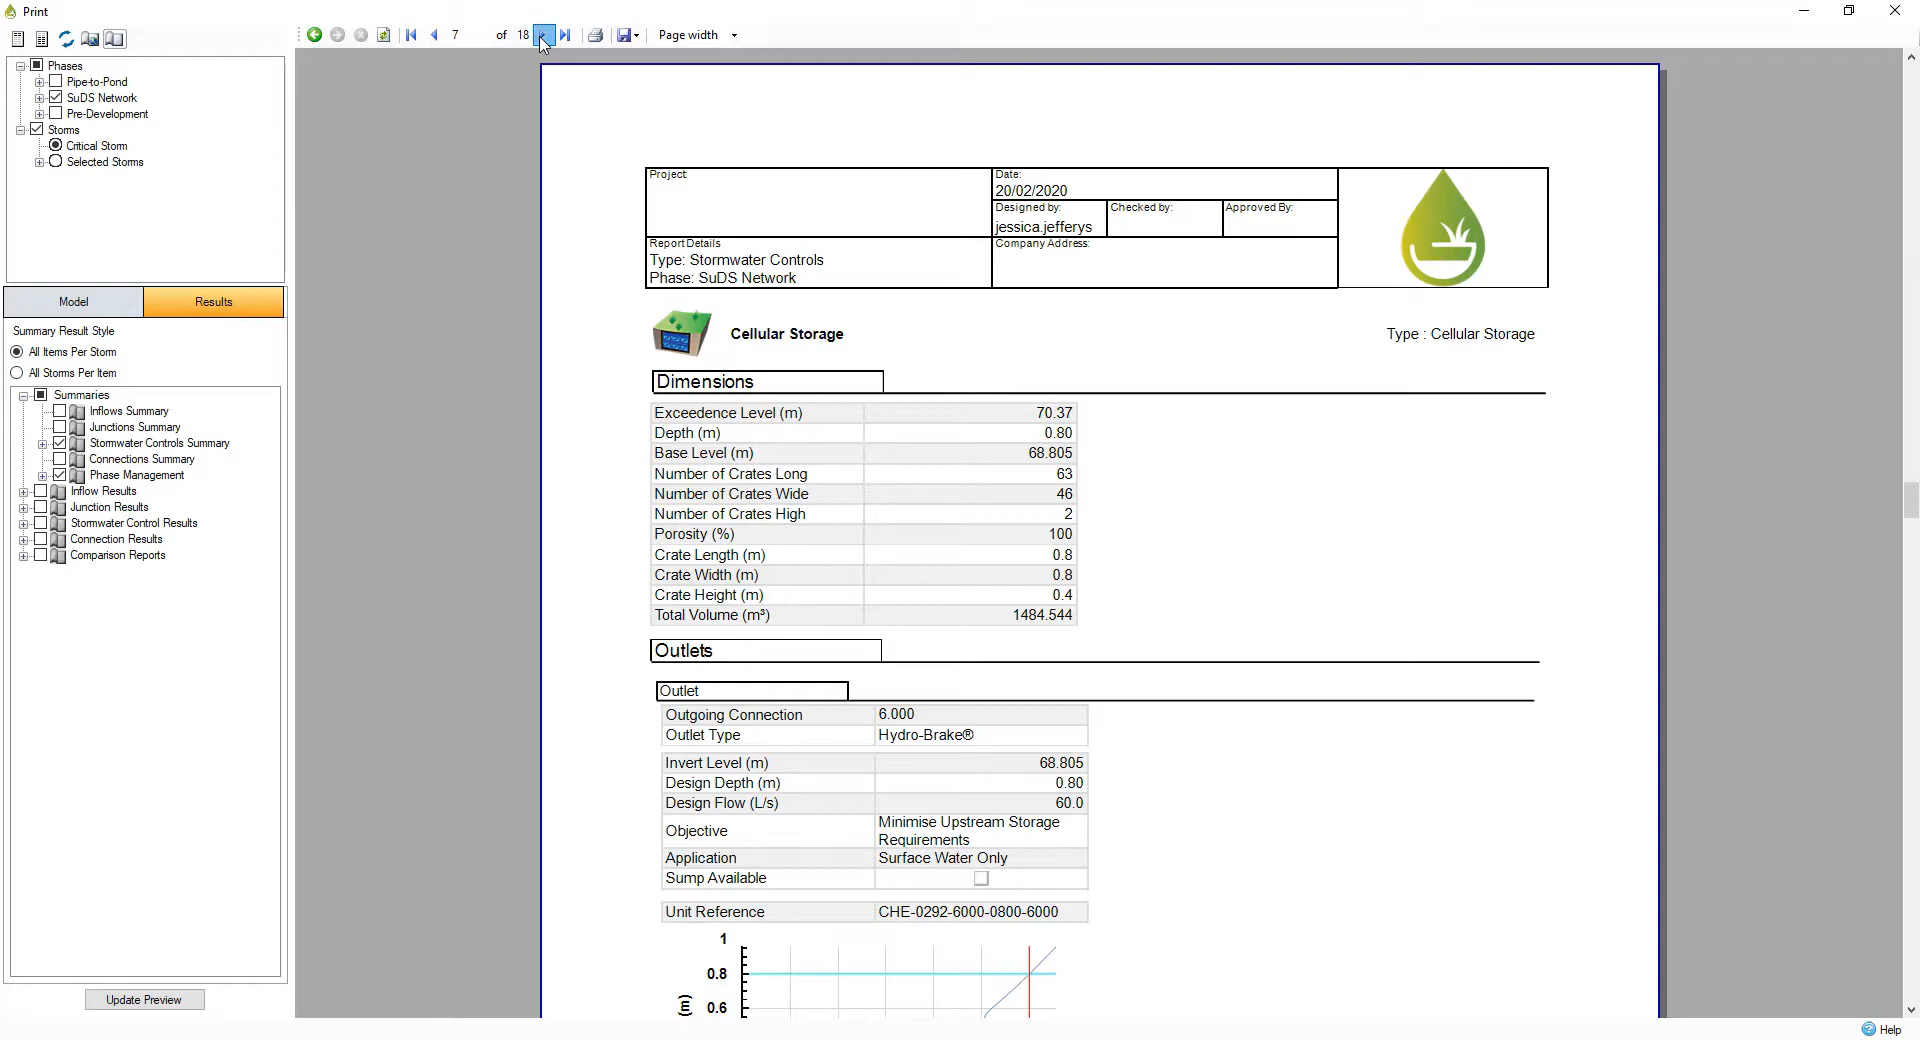 Print
7 of 18 Page width
Phases
Pipe-to-Pond
SuDS Network
Pre-Development
Storms
Critical Storm
Selected Storms
Model Results
Summary Result Style
All Items Per Storm
All Storms Per Item
Summaries
Inflows Summary
Junctions Summary
Stormwater Controls Summary
Connections Summary
Phase Management
Inflow Results
Junction Results
Stormwater Control Results
Connection Results
Comparison Reports
Update Preview
Project:
Date:
20/02/2020
Designed by: Checked by: Approved By:
jessica.jefferys
Report Details
Type: Stormwater Controls
Phase: SuDS Network
Company Address:
Cellular Storage Type : Cellular Storage
Dimensions
Exceedence Level (m) 70.37
Depth (m) 0.80
Base Level (m) 68.805
Number of Crates Long 63
Number of Crates Wide 46
Number of Crates High 2
Porosity (%) 100
Crate Length (m) 0.8
Crate Width (m) 0.8
Crate Height (m) 0.4
Total Volume (m³) 1484.544
Outlets
Outlet
Outgoing Connection 6.000
Outlet Type Hydro-Brake®
Invert Level (m) 68.805
Design Depth (m) 0.80
Design Flow (L/s) 60.0
Objective Minimise Upstream Storage
Requirements
Application Surface Water Only
Sump Available
Unit Reference CHE-0292-6000-0800-6000
1
0.8
0.6
(m)
Help